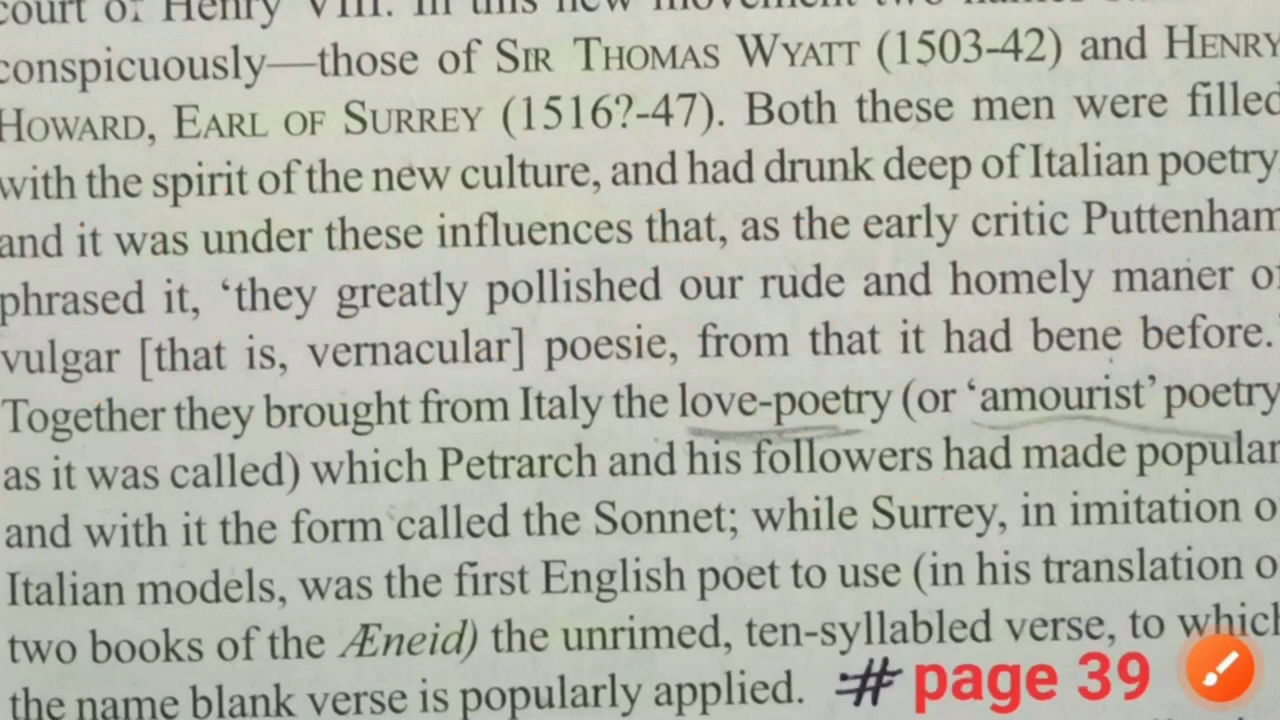 court of Henry VIII. In this new movement two names
conspicuously—those of SIR THOMAS WYATT (1503-42) and HENRY
HOWARD, EARL OF SURREY (1516?-47). Both these men were filled
with the spirit of the new culture, and had drunk deep of Italian poetry
and it was under these influences that, as the early critic Puttenham
phrased it, ‘they greatly pollished our rude and homely maner of
vulgar [that is, vernacular] poesie, from that it had bene before.’
Together they brought from Italy the love-poetry (or ‘amourist’ poetry
as it was called) which Petrarch and his followers had made popular
and with it the form called the Sonnet; while Surrey, in imitation o
Italian models, was the first English poet to use (in his translation o
two books of the Æneid) the unrimed, ten-syllabled verse, to which
the name blank verse is popularly applied. # page 39